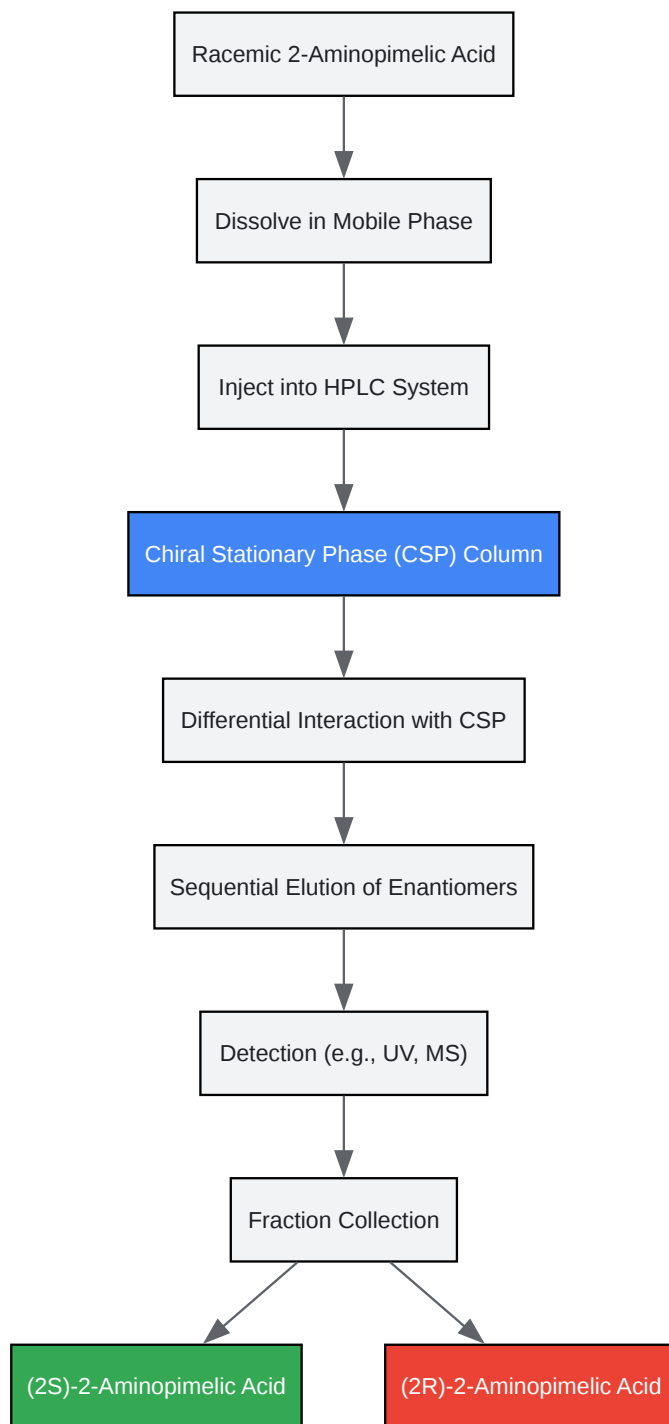 Racemic 2-Aminopimelic Acid
Dissolve in Mobile Phase
Inject into HPLC System
Chiral Stationary Phase (CSP) Column
Differential Interaction with CSP
Sequential Elution of Enantiomers
Detection (e.g., UV, MS)
Fraction Collection
(2S)-2-Aminopimelic Acid
(2R)-2-Aminopimelic Acid